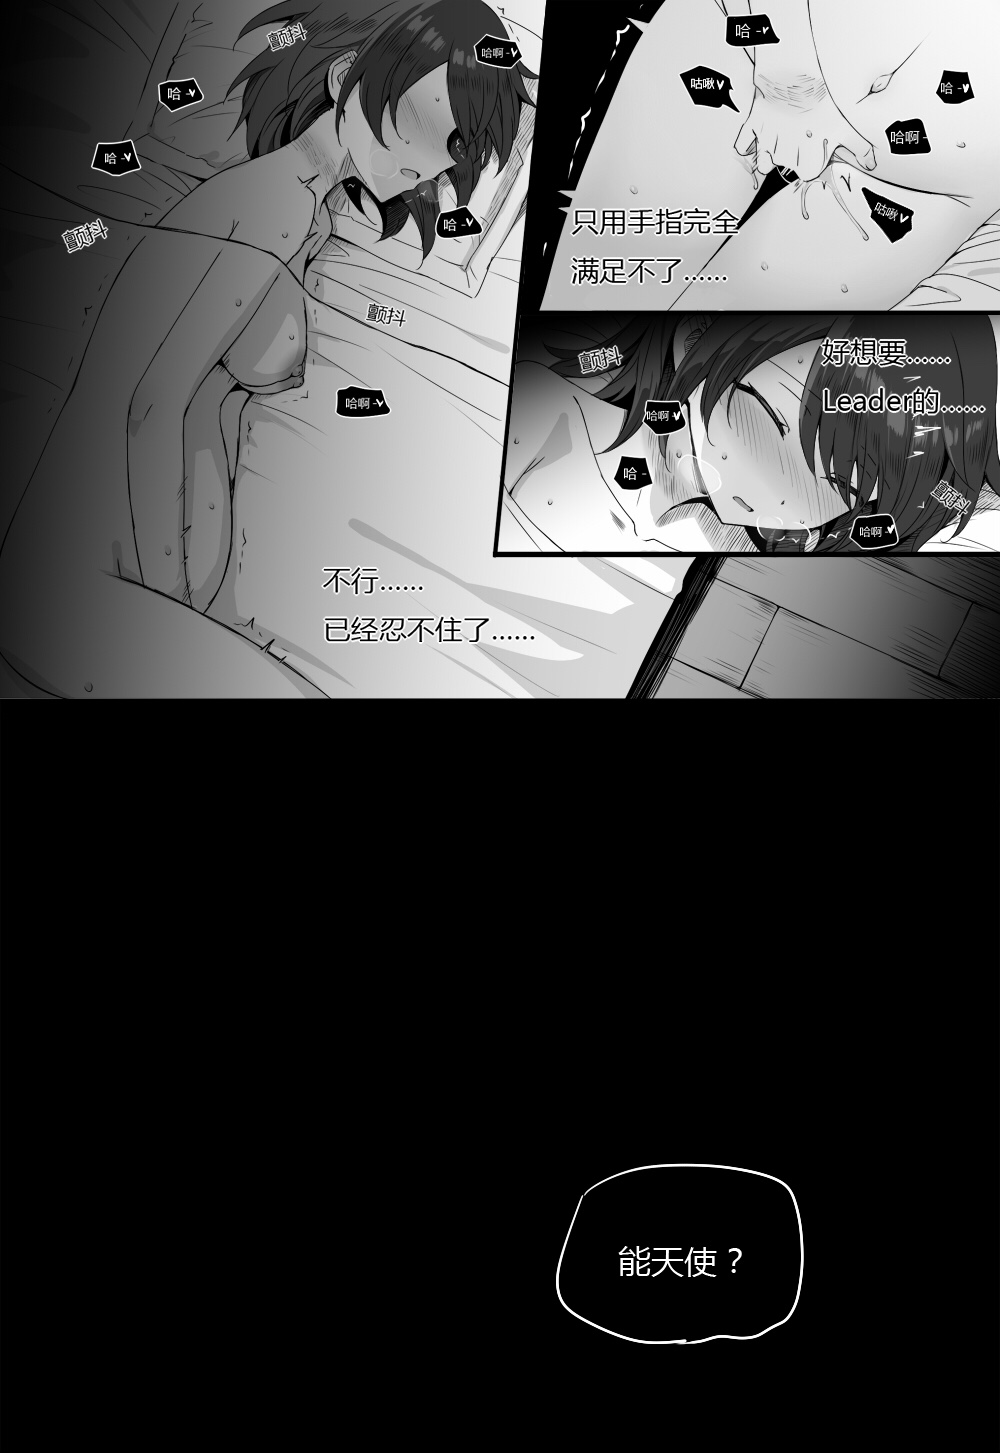 颤抖
哈啊 -♥
哈 -♥
哈 -♥
哈 -♥
颤抖
颤抖
哈啊 -♥
不行……
已经忍不住了……
哈 -♥
咕啾♥
哈 -♥
哈啊 -
咕啾♥
只用手指完全
满足不了……
颤抖
好想要……
Leader的……
哈啊 -♥
哈 -
颤抖
哈啊 -♥
能天使？